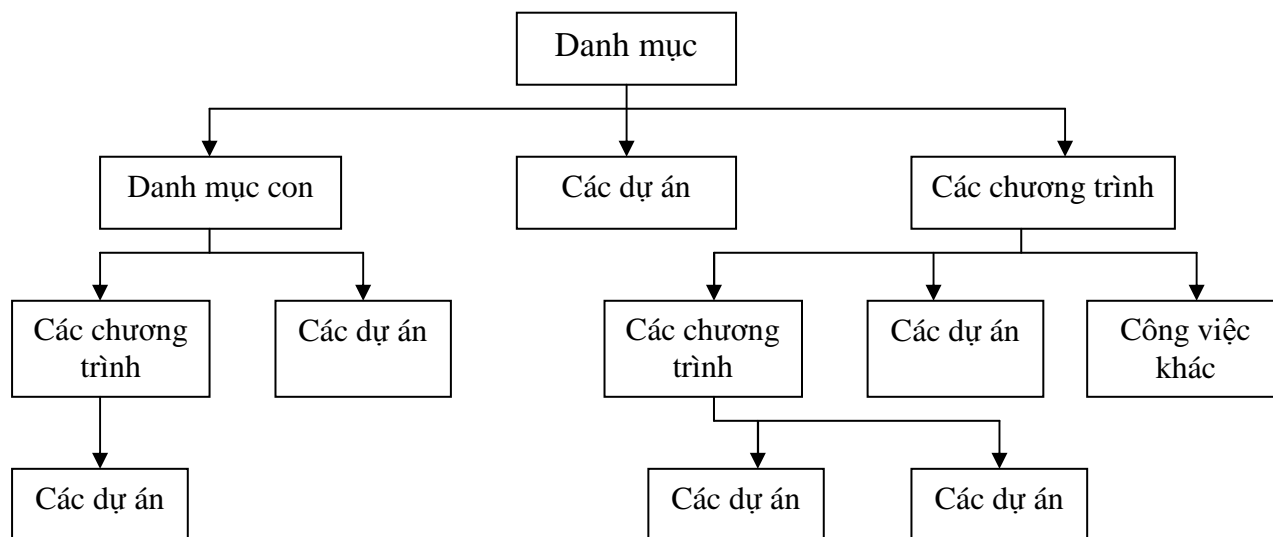 Danh mục
Danh mục con
Các dự án
Các chương trình
Các chương
trình
Các dự án
Các chương
trình
Các dự án
Công việc
khác
Các dự án
Các dự án
Các dự án